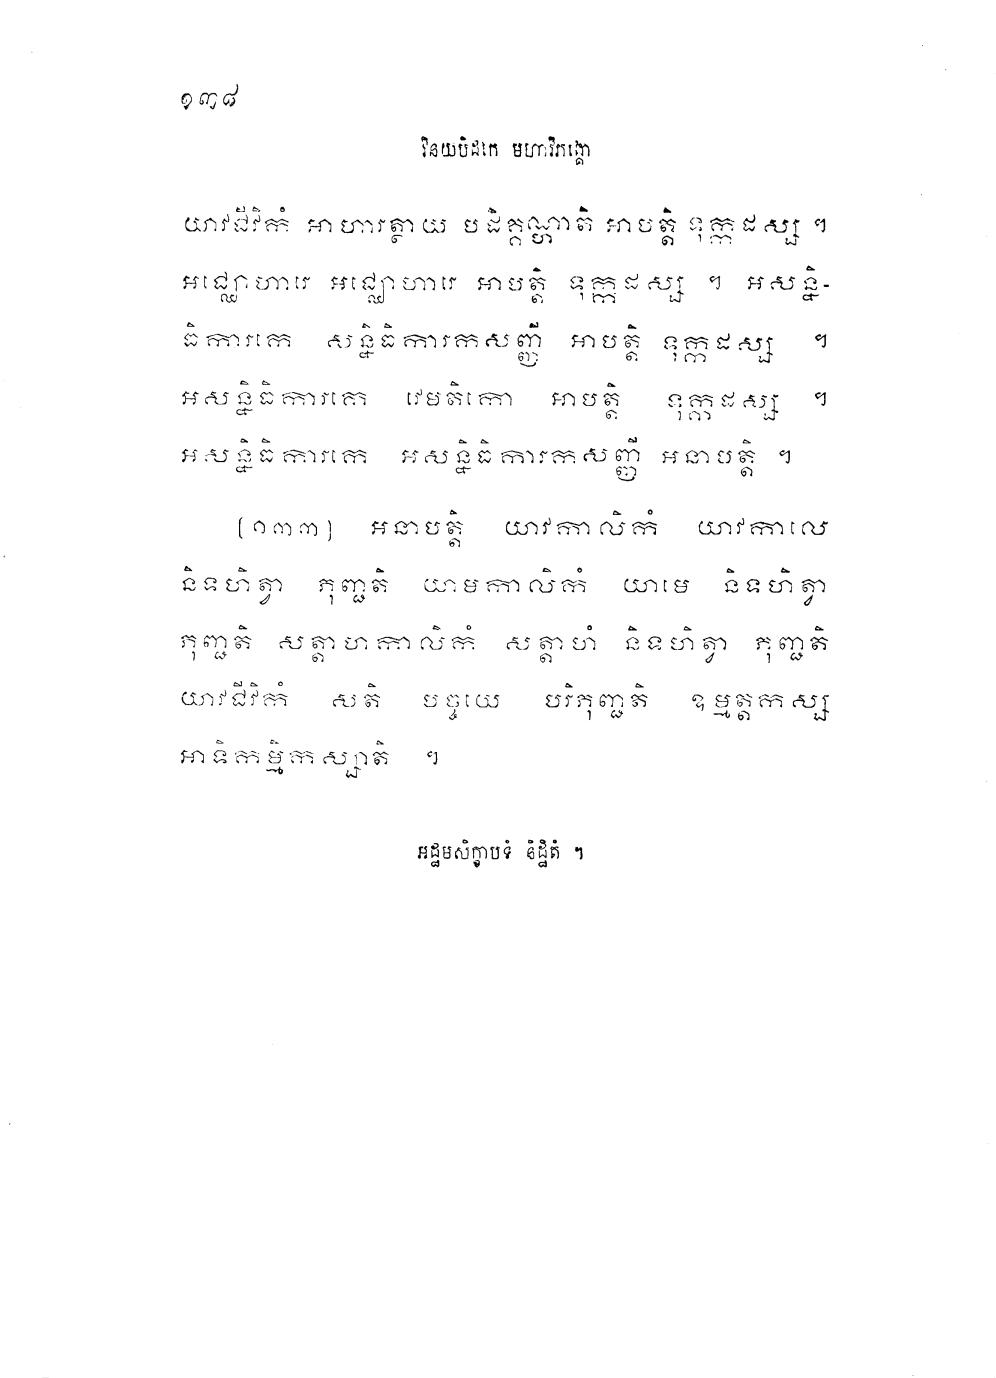 ១៣៨
វិនយបិដកេ មហាវិភង្គោ
យាវជីវិកំ អាហារត្ថាយ បដិគ្គណ្ហាតិ អាបត្តិ ទុក្កដស្ស ។
អជ្ឈោហារេ អជ្ឈោហារេ អាបត្តិ ទុក្កដស្ស ។ អសន្និ-
ធិការកេ សន្និធិការកសញ្ញី អាបត្តិ ទុក្កដស្ស ។
អសន្និធិការកេ វេមតិកោ អាបត្តិ ទុក្កដស្ស ។
អសន្និធិការកេ អសន្និធិការកសញ្ញី អនាបត្តិ ។
[១៣៣] អនាបត្តិ យាវកាលិកំ យាវកាលេ
និទហិត្វា ភុញ្ជតិ យាមកាលិកំ យាមេ និទហិត្វា
ភុញ្ជតិ សត្តាហកាលិកំ សត្តាហំ និទហិត្វា ភុញ្ជតិ
យាវជីវិកំ សតិ បច្ចយេ បរិភុញ្ជតិ ឧម្មត្តកស្ស
អាទិកម្មិកស្សាតិ ។
អដ្ឋមសិក្ខាបទំ និដ្ឋិតំ ។